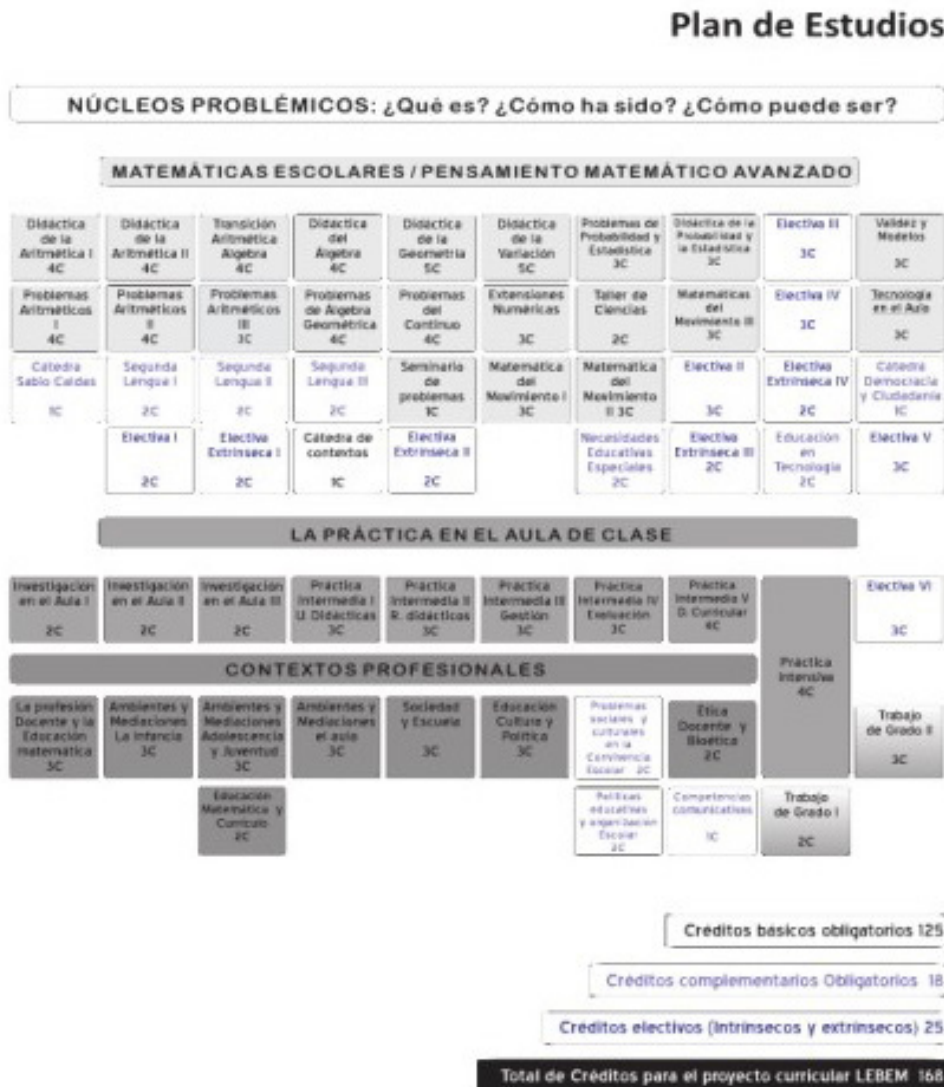 Plan de Estudios
NÚCLEOS PROBLÉMICOS: ¿Qué es? ¿Cómo ha sido? ¿Cómo puede ser?
MATEMÁTICAS ESCOLARES / PENSAMIENTO MATEMÁTICO AVANZADO
Didáctica
de la
Aritmética I
4C
Didáctica
de la
Aritmética II
4C
Transición
Aritmética
Álgebra
4C
Didáctica
del
Álgebra
4C
Didáctica
de la
Geometría
5C
Didáctica
de la
Variación
5C
Problemas de
Probabilidad y
Estadística
3C
Didáctica de la
Probabilidad y
la Estadística
3C
Electiva III
3C
Validez y
Modelos
3C
Problemas
Aritméticos
I
4C
Problemas
Aritméticos
II
4C
Problemas
Aritméticos
III
3C
Problemas
de Álgebra
Geométrica
4C
Problemas
del
Continuo
4C
Extensiones
Numéricas
3C
Taller de
Ciencias
2C
Matemáticas
del
Movimiento III
3C
Electiva IV
3C
Tecnología
en el Aula
3C
Cátedra
Sabio Caldas
1C
Segunda
Lengua I
2C
Segunda
Lengua II
2C
Segunda
Lengua III
2C
Seminario
de
problemas
1C
Matemática
del
Movimiento I
3C
Matemática
del
Movimiento
II 3C
Electiva II
3C
Electiva
Extrínseca IV
2C
Cátedra
Democracia
y Ciudadanía
1C
Electiva I
2C
Electiva
Extrínseca I
2C
Cátedra de
contextos
1C
Electiva
Extrínseca II
2C
Necesidades
Educativas
Especiales
2C
Electiva
Extrínseca III
2C
Educación
en
Tecnología
2C
Electiva V
3C
LA PRÁCTICA EN EL AULA DE CLASE
Investigación
en el Aula I
2C
Investigación
en el Aula II
2C
Investigación
en el Aula III
2C
Práctica
Intermedia I
U. Didácticas
3C
Práctica
Intermedia II
R. didácticos
3C
Práctica
Intermedia III
Gestión
3C
Práctica
Intermedia IV
Evaluación
3C
Práctica
Intermedia V
D. Curricular
Práctica
Intensiva
4C
Electiva VI
3C
CONTEXTOS PROFESIONALES
La profesión
Docente y la
Educación
matemática
3C
Ambientes y
Mediaciones
La infancia
3C
Ambientes y
Mediaciones
Adolescencia
y Juventud
3C
Ambientes y
Mediaciones
el aula
3C
Sociedad
y Escuela
3C
Educación
Cultura y
Política
3C
Problemas
sociales y
culturales
en la
Convivencia
Escolar 2C
Ética
Docente y
Bioética
2C
Trabajo
de Grado II
3C
Educación
Matemática y
Currículo
2C
Políticas
educativas
y organización
Escolar
2C
Competencias
comunicativas
1C
Trabajo
de Grado I
2C
Créditos básicos obligatorios 125
Créditos complementarios Obligatorios 18
Créditos electivos (Intrínsecos y extrínsecos) 25
Total de Créditos para el proyecto curricular LEBEM 168